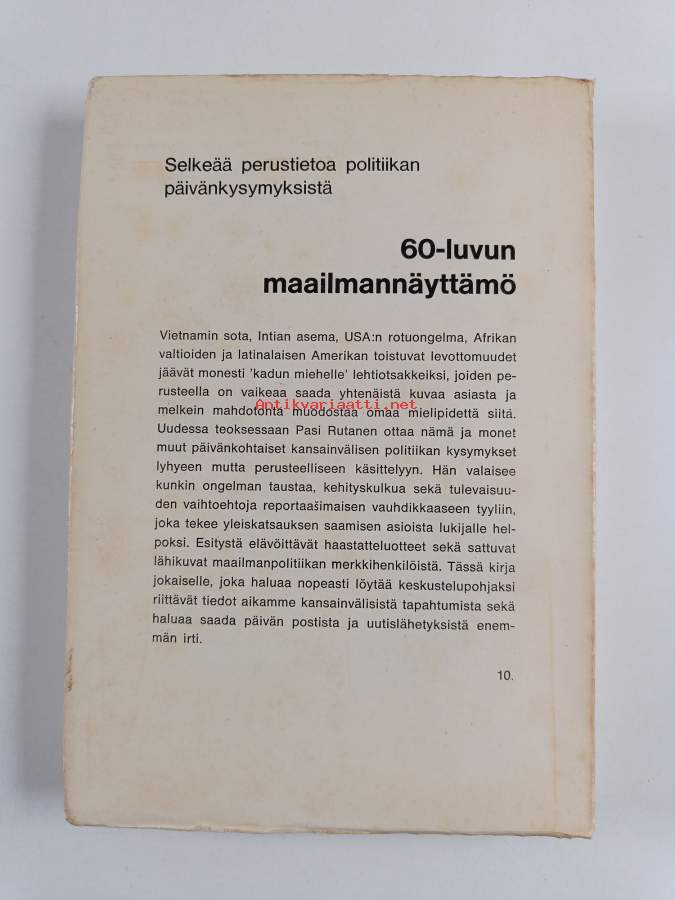 Selkeää perustietoa politiikan
päivänkysymyksistä
60-luvun
maailmannäyttämö
Vietnamin sota, Intian asema, USA:n rotuongelma, Afrikan
valtioiden ja latinalaisen Amerikan toistuvat levottomuudet
jäävät monesti 'kadun miehelle' lehtiotsakkeiksi, joiden pe-
rusteella on vaikeaa saada yhtenäistä kuvaa asiasta ja
melkein mahdotonta muodostaa omaa mielipidettä siitä.
Antikvariaatti.net
Uudessa teoksessaan Pasi Rutanen ottaa nämä ja monet
muut päivänkohtaiset kansainvälisen politiikan kysymykset
lyhyeen mutta perusteelliseen käsittelyyn. Hän valaisee
kunkin ongelman taustaa, kehityskulkua sekä tulevaisuu-
den vaihtoehtoja reportaašimaisen vauhdikkaaseen tyyliin,
joka tekee yleiskatsauksen saamisen asioista lukijalle hel-
poksi. Esitystä elävöittävät haastatteluotteet sekä sattuvat
lähikuvat maailmanpolitiikan merkkihenkilöistä. Tässä kirja
jokaiselle, joka haluaa nopeasti löytää keskustelupohjaksi
riittävät tiedot aikamme kansainvälisistä tapahtumista sekä
haluaa saada päivän postista ja uutislähetyksistä enem-
män irti.
10.